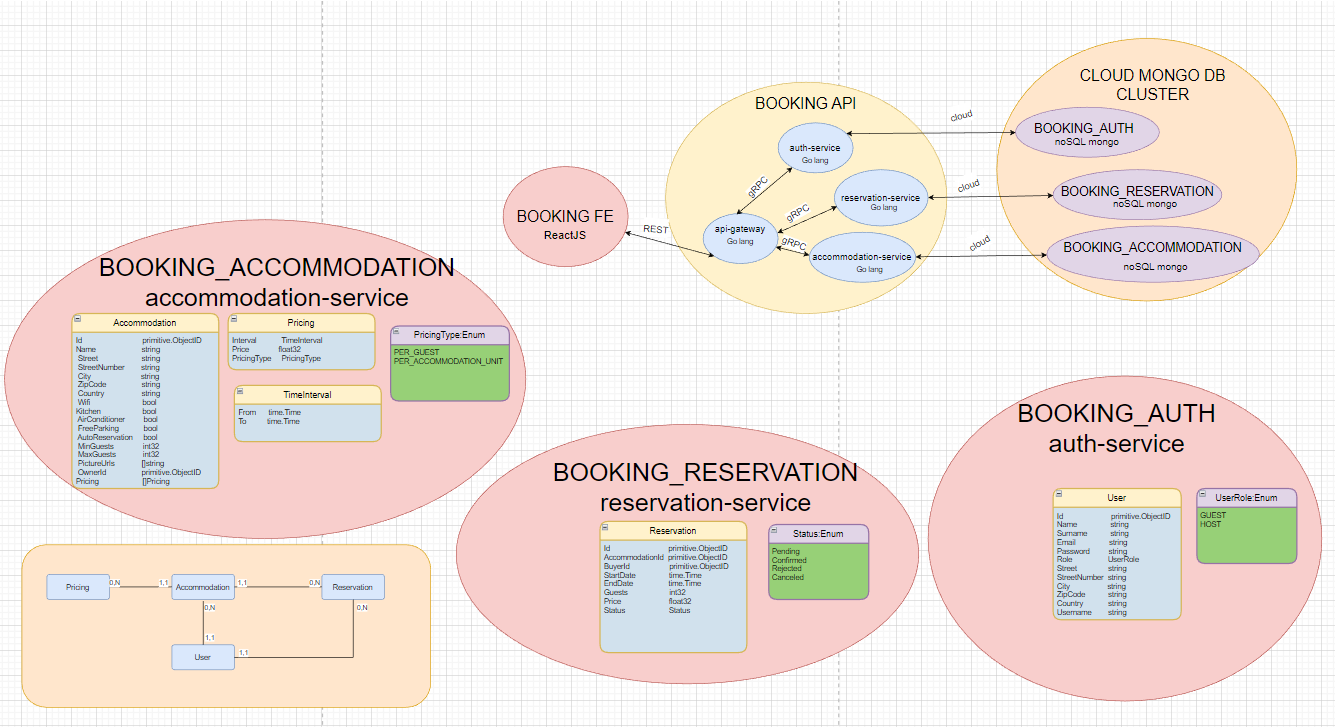 CLOUD MONGO DB
CLUSTER
BOOKING API
cloud
BOOKING_AUTH
noSQL mongo
auth-service
Go lang
gRPC
cloud
BOOKING_RESERVATION
noSQL mongo
reservation-service
Go lang
gRPC
BOOKING FE
ReactJS
REST
api-gateway
Go lang
gRPC
cloud
BOOKING_ACCOMMODATION
noSQL mongo
accommodation-service
Go lang
BOOKING_ACCOMMODATION
accommodation-service
Accommodation
Id primitive.ObjectID
Name string
Street string
StreetNumber string
City string
ZipCode string
Country string
Wifi bool
Kitchen bool
AirConditioner bool
FreeParking bool
AutoReservation bool
MinGuests int32
MaxGuests int32
PictureUrls []string
OwnerId primitive.ObjectID
Pricing []Pricing
Pricing
Interval TimeInterval
Price float32
PricingType PricingType
TimeInterval
From time.Time
To time.Time
PricingType:Enum
PER_GUEST
PER_ACCOMMODATION_UNIT
BOOKING_RESERVATION
reservation-service
Reservation
Id primitive.ObjectID
AccommodationId primitive.ObjectID
BuyerId primitive.ObjectID
StartDate time.Time
EndDate time.Time
Guests int32
Price float32
Status Status
Status:Enum
Pending
Confirmed
Rejected
Canceled
BOOKING_AUTH
auth-service
User
Id primitive.ObjectID
Name string
Surname string
Email string
Password string
Role UserRole
Street string
StreetNumber string
City string
ZipCode string
Country string
Username string
UserRole:Enum
GUEST
HOST
Pricing
0,N
1,1
Accommodation
1,1
0,N
Reservation
0,N
0,N
1,1
User
1,1